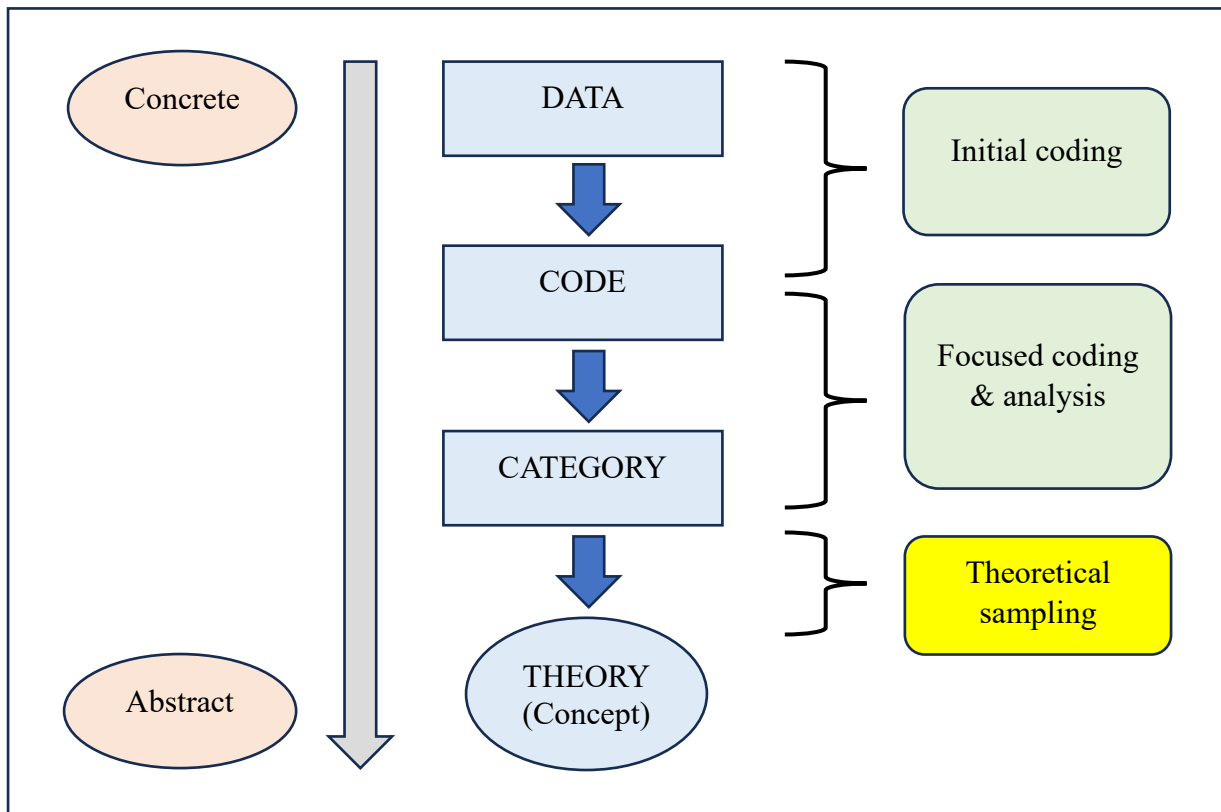 Concrete
DATA
Initial coding
CODE
Focused coding
& analysis
CATEGORY
Theoretical
sampling
Abstract
THEORY
(Concept)